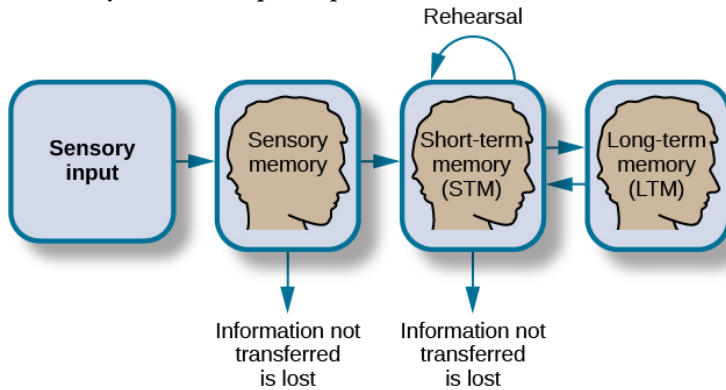 Rehearsal
Sensory
input
Sensory
memory
Short-term
memory
(STM)
Long-term
memory
(LTM)
Information not
transferred
is lost
Information not
transferred
is lost